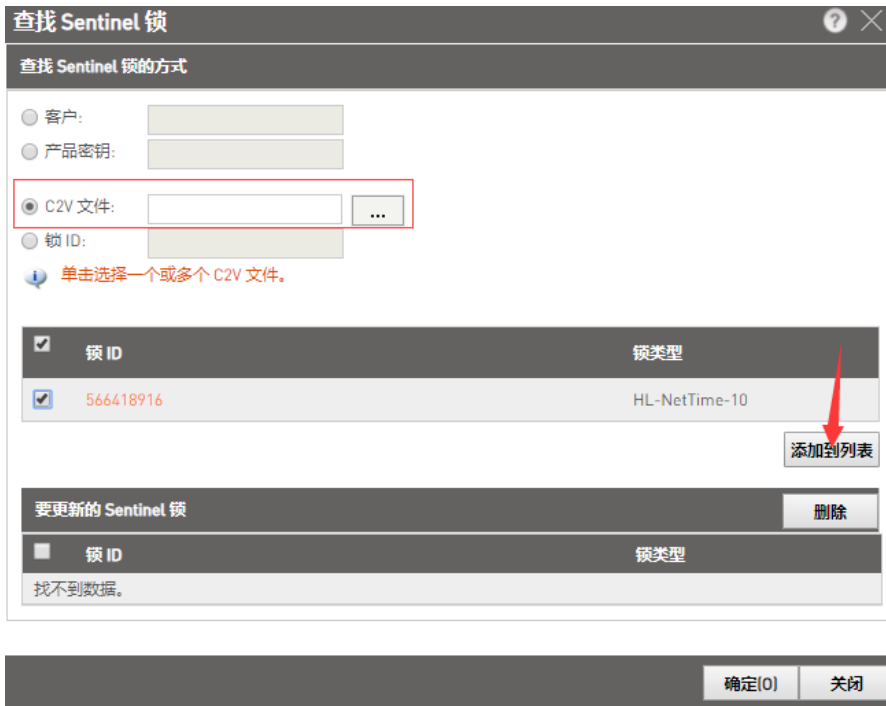 查找 Sentinel 锁
查找 Sentinel 锁的方式
客户:
产品密钥:
C2V 文件:
...
锁 ID:
单击选择一个或多个 C2V 文件。
锁 ID 锁类型
566418916 HL-NetTime-10
添加到列表
要更新的 Sentinel 锁 删除
锁 ID 锁类型
找不到数据。
确定(O) 关闭